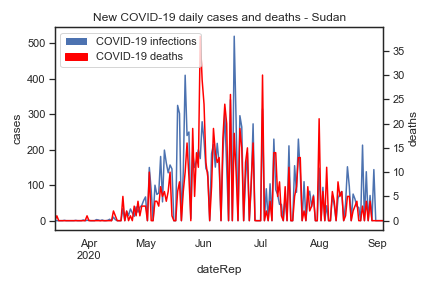 New COVID-19 daily cases and deaths - Sudan
COVID-19 infections
COVID-19 deaths
500
400
300
200
100
0
cases
35
30
25
20
15
10
5
0
deaths
Apr
2020
May
Jun
Jul
Aug
Sep
dateRep